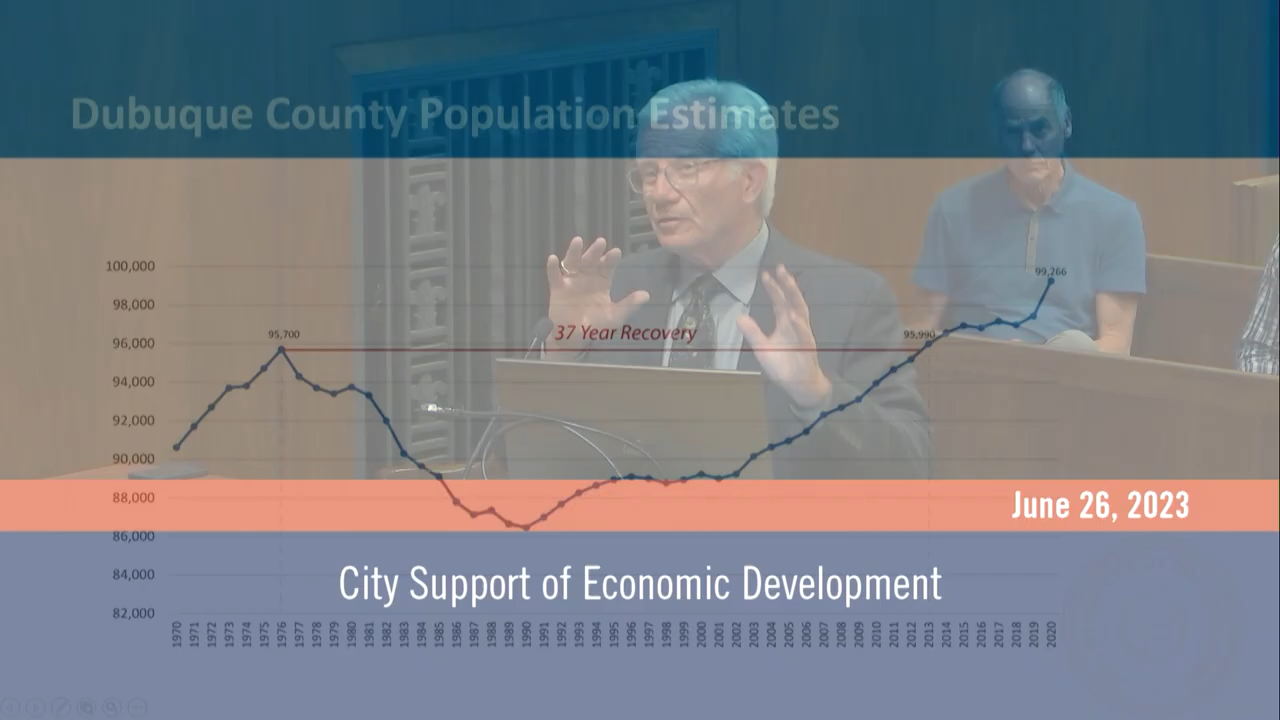 Dubuque County Population Estimates
100,000
98,000
96,000
94,000
92,000
90,000
88,000
86,000
84,000
82,000
95,700
37 Year Recovery
95,990
99,266
June 26, 2023
City Support of Economic Development
1970 1971 1972 1973 1974 1975 1976 1977 1978 1979 1980 1981 1982 1983 1984 1985 1986 1987 1988 1989 1990 1991 1992 1993 1994 1995 1996 1997 1998 1999 2000 2001 2002 2003 2004 2005 2006 2007 2008 2009 2010 2011 2012 2013 2014 2015 2016 2017 2018 2019 2020